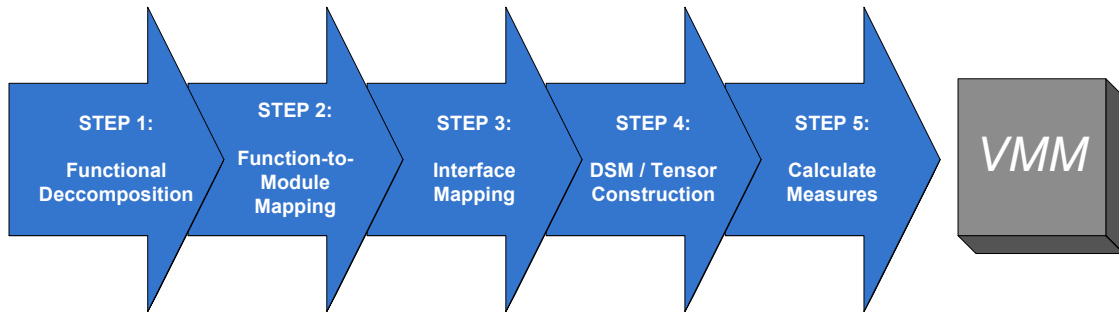 STEP 1:
Functional
Deccomposition
STEP 2:
Function-to-
Module
Mapping
STEP 3:
Interface
Mapping
STEP 4:
DSM / Tensor
Construction
STEP 5:
Calculate
Measures
VMM